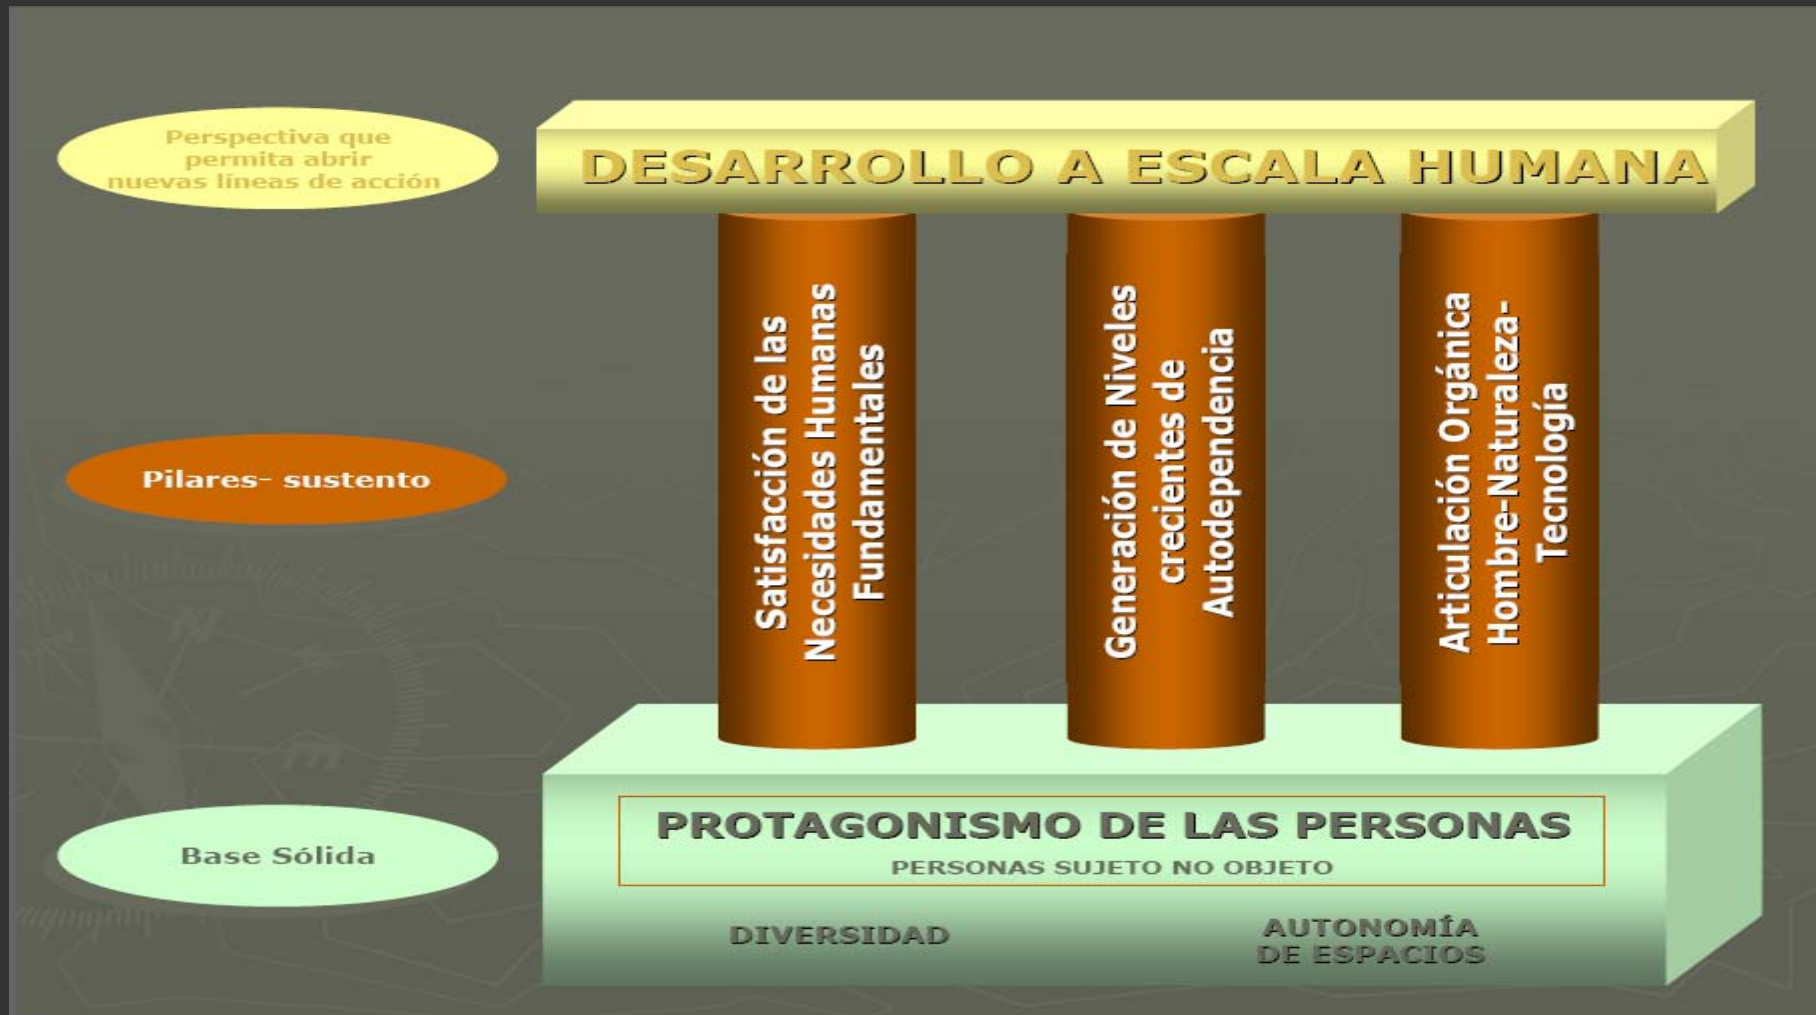 Perspectiva que
permita abrir
nuevas líneas de acción
DESARROLLO A ESCALA HUMANA
Pilares- sustento
Satisfacción de las
Necesidades Humanas
Fundamentales
Generación de Niveles
crecientes de
Autodependencia
Articulación Orgánica
Hombre-Naturaleza-
Tecnología
Base Sólida
PROTAGONISMO DE LAS PERSONAS
PERSONAS SUJETO NO OBJETO
DIVERSIDAD
AUTONOMÍA
DE ESPACIOS
N
E